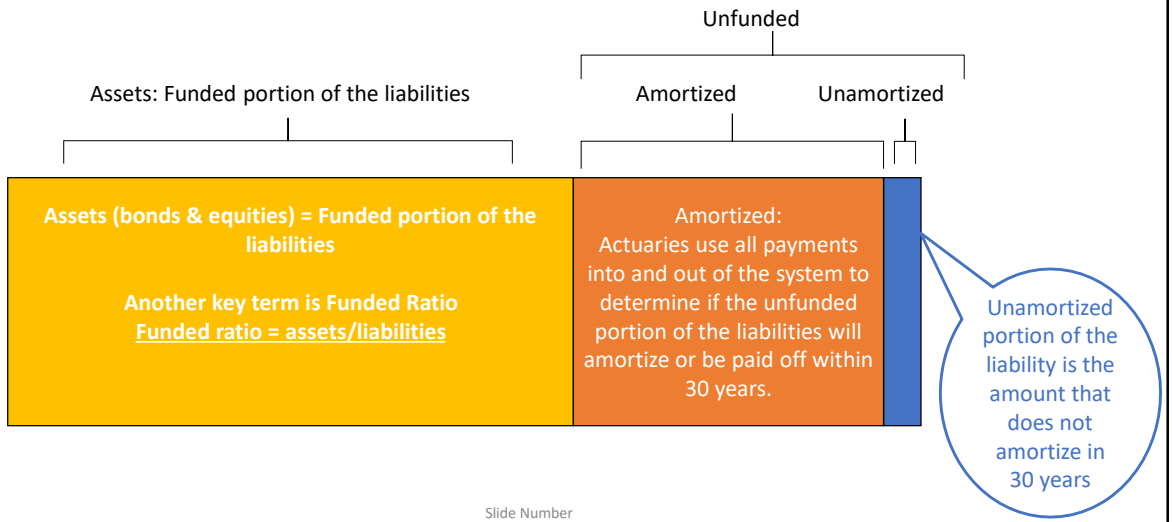 Unfunded
Assets: Funded portion of the liabilities
Amortized
Unamortized
Assets (bonds & equities) = Funded portion of the
liabilities
Another key term is Funded Ratio
Funded ratio = assets/liabilities
Amortized:
Actuaries use all payments
into and out of the system to
determine if the unfunded
portion of the liabilities will
amortize or be paid off within
30 years.
Unamortized
portion of the
liability is the
amount that
does not
amortize in
30 years
Slide Number